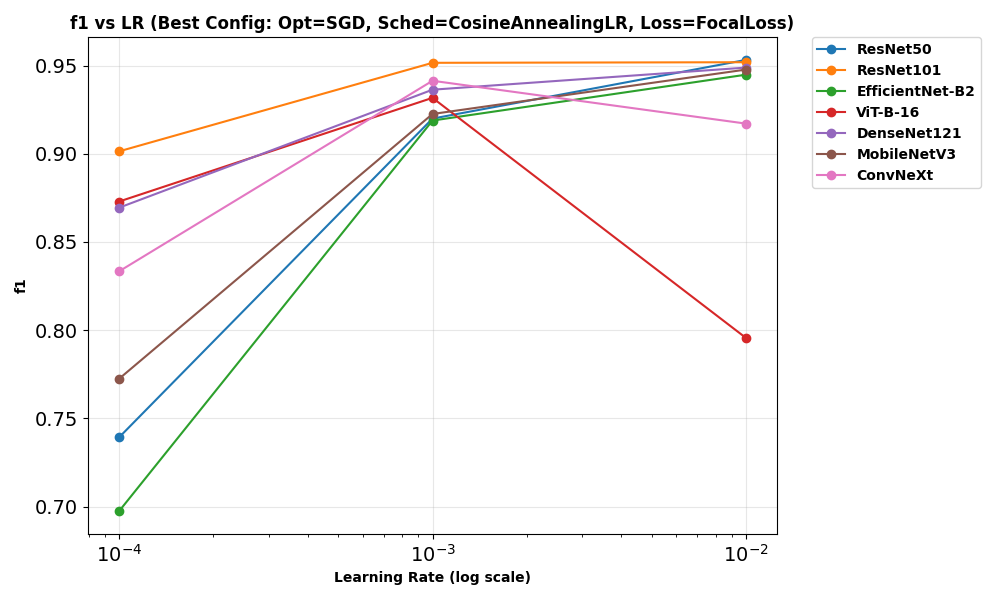 f1 vs LR (Best Config: Opt=SGD, Sched=CosineAnnealingLR, Loss=FocalLoss)
ResNet50
ResNet101
EfficientNet-B2
ViT-B-16
DenseNet121
MobileNetV3
ConvNeXt
0.95
0.90
0.85
0.80
0.75
0.70
f1
10⁻⁴ 10⁻³ 10⁻²
Learning Rate (log scale)